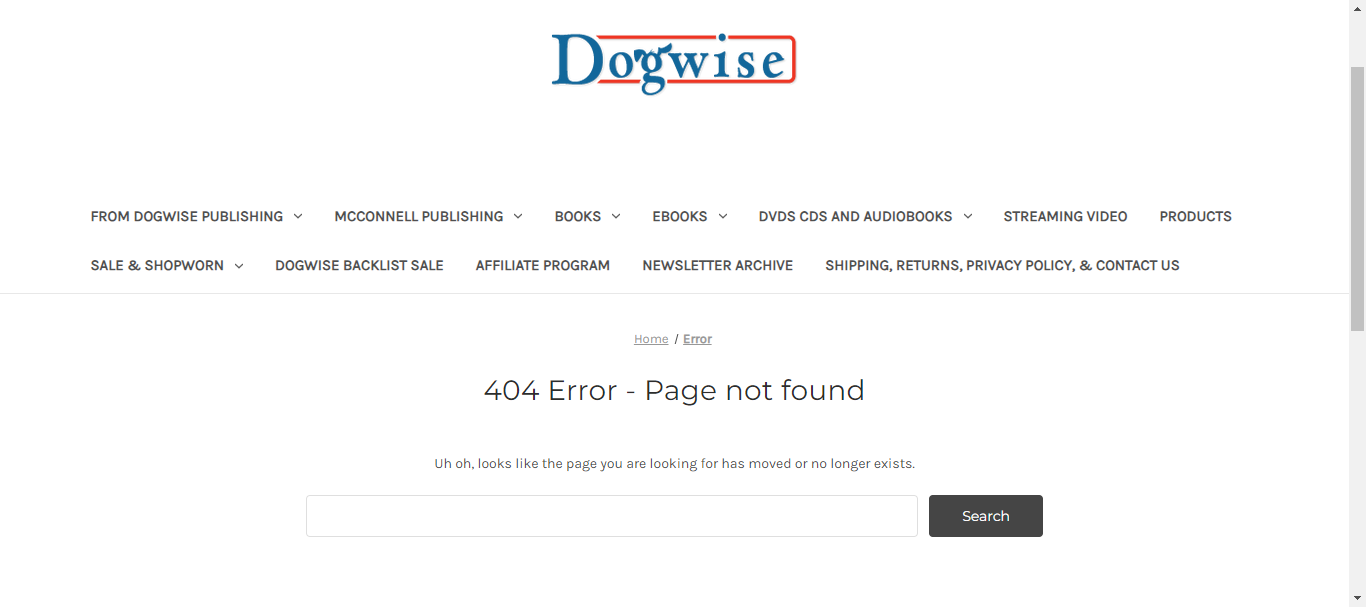 Dogwise
FROM DOGWISE PUBLISHING MCCONNELL PUBLISHING BOOKS EBOOKS DVDS CDS AND AUDIOBOOKS STREAMING VIDEO PRODUCTS
SALE & SHOPWORN DOGWISE BACKLIST SALE AFFILIATE PROGRAM NEWSLETTER ARCHIVE SHIPPING, RETURNS, PRIVACY POLICY, & CONTACT US
Home / Error
404 Error - Page not found
Uh oh, looks like the page you are looking for has moved or no longer exists.
Search